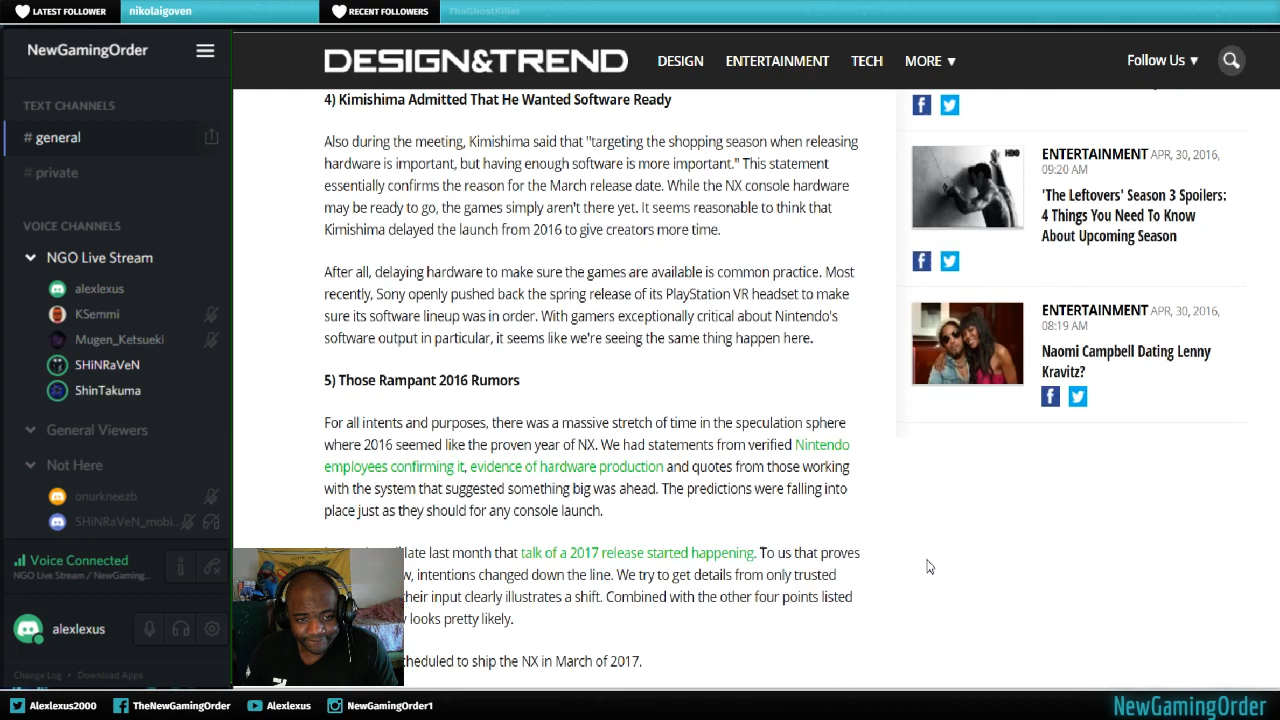 LATEST FOLLOWER
nikolaigoven
RECENT FOLLOWERS
ThaGhostKiller
NewGamingOrder
TEXT CHANNELS
# general
# private
VOICE CHANNELS
NGO Live Stream
alexlexus
KSemmi
Mugen_Ketsueki
SHiNRaVeN
ShinTakuma
General Viewers
Not Here
onurkneezb
SHiNRaVeN_mobi...
Voice Connected
NGO Live Stream / NewGaming...
alexlexus
Change Log • Download Apps
DESIGN&TREND
DESIGN
ENTERTAINMENT
TECH
MORE ▼
Follow Us ▼
4) Kimishima Admitted That He Wanted Software Ready
Also during the meeting, Kimishima said that "targeting the shopping season when releasing
hardware is important, but having enough software is more important." This statement
essentially confirms the reason for the March release date. While the NX console hardware
may be ready to go, the games simply aren't there yet. It seems reasonable to think that
Kimishima delayed the launch from 2016 to give creators more time.
After all, delaying hardware to make sure the games are available is common practice. Most
recently, Sony openly pushed back the spring release of its PlayStation VR headset to make
sure its software lineup was in order. With gamers exceptionally critical about Nintendo's
software output in particular, it seems like we're seeing the same thing happen here.
5) Those Rampant 2016 Rumors
For all intents and purposes, there was a massive stretch of time in the speculation sphere
where 2016 seemed like the proven year of NX. We had statements from verified Nintendo
employees confirming it, evidence of hardware production and quotes from those working
with the system that suggested something big was ahead. The predictions were falling into
place just as they should for any console launch.
late last month that talk of a 2017 release started happening. To us that proves
intentions changed down the line. We try to get details from only trusted
their input clearly illustrates a shift. Combined with the other four points listed
looks pretty likely.
scheduled to ship the NX in March of 2017.
HBO
ENTERTAINMENT APR, 30, 2016,
09:20 AM
'The Leftovers' Season 3 Spoilers:
4 Things You Need To Know
About Upcoming Season
ENTERTAINMENT APR, 30, 2016,
08:19 AM
Naomi Campbell Dating Lenny
Kravitz?
Alexlexus2000
TheNewGamingOrder
Alexlexus
NewGamingOrder1
NewGamingOrder